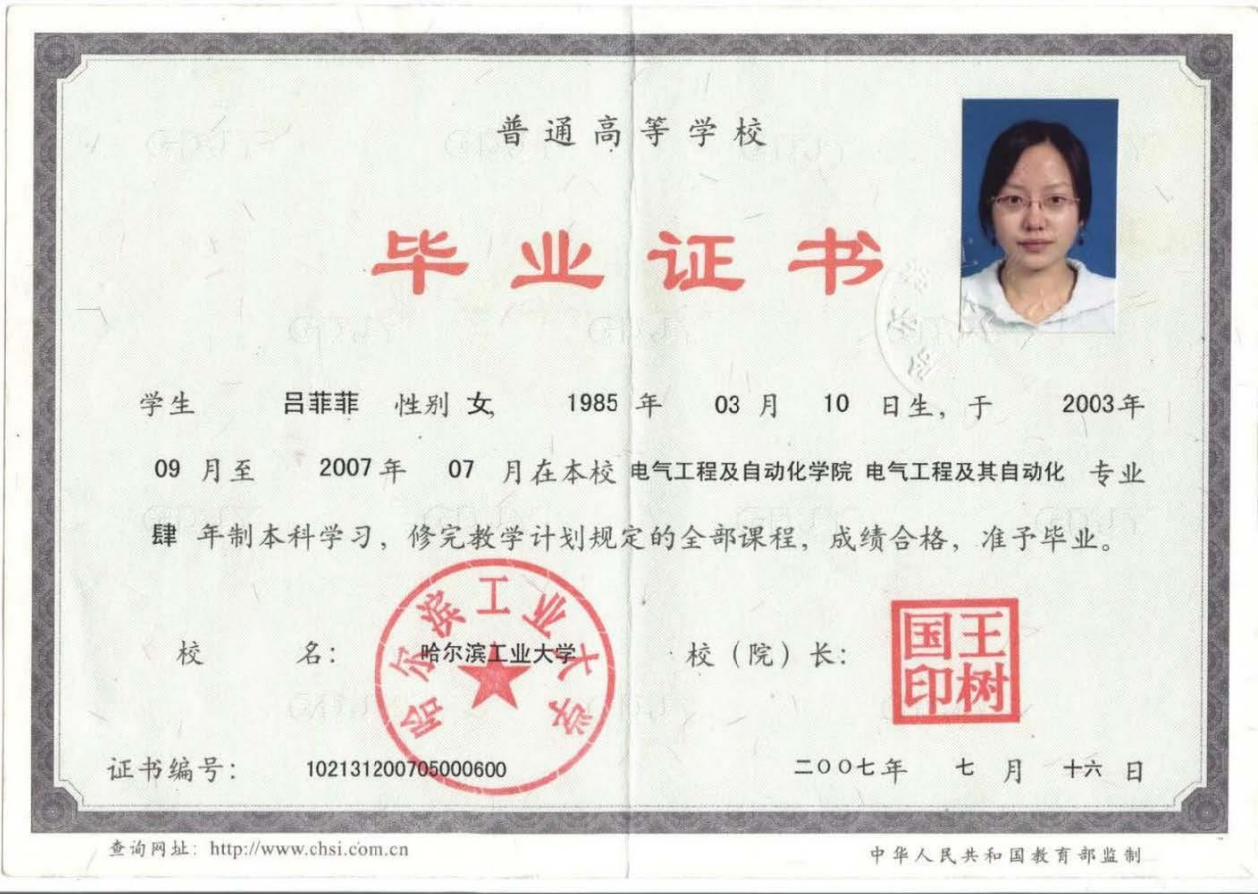 普通高等学校
毕业证书
学生 吕菲菲 性别 女, 1985 年 03 月 10 日生，于 2003年
09 月至 2007年 07 月在本校 电气工程及自动化学院 电气工程及其自动化 专业
肆 年制本科学习，修完教学计划规定的全部课程，成绩合格，准予毕业。
哈尔滨工业大学
校 名： 哈尔滨工业大学 校（院）长：
王树国印
证书编号： 102131200705000600 二〇〇七年 七 月 十六 日
查询网址：http://www.chsi.com.cn 中华人民共和国教育部监制